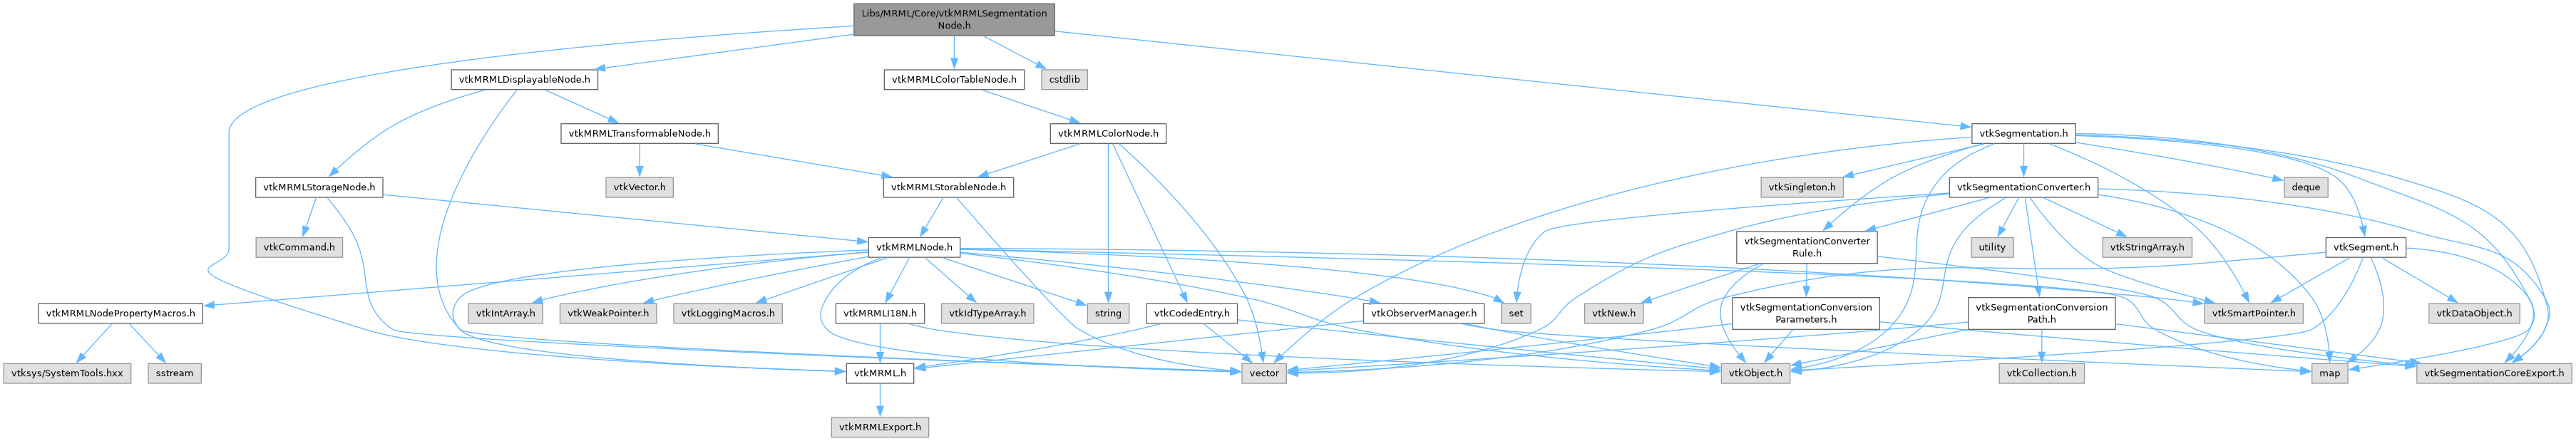 Libs/MRML/Core/vtkMRMLSegmentation
Node.h
vtkMRMLDisplayableNode.h
vtkMRMLColorTableNode.h
cstdlib
vtkMRMLTransformableNode.h
vtkMRMLColorNode.h
vtkSegmentation.h
vtkMRMLStorageNode.h
vtkVector.h
vtkMRMLStorableNode.h
vtkSingleton.h
vtkSegmentationConverter.h
deque
vtkCommand.h
vtkMRMLNode.h
vtkSegmentationConverter
Rule.h
utility
vtkStringArray.h
vtkSegment.h
vtkMRMLNodePropertyMacros.h
vtkIntArray.h
vtkWeakPointer.h
vtkLoggingMacros.h
vtkMRMLI18N.h
vtkIdTypeArray.h
string
vtkCodedEntry.h
vtkObserverManager.h
set
vtkNew.h
vtkSegmentationConversion
Parameters.h
vtkSegmentationConversion
Path.h
vtkSmartPointer.h
vtkDataObject.h
vtksys/SystemTools.hxx
sstream
vtkMRML.h
vector
vtkObject.h
vtkCollection.h
map
vtkSegmentationCoreExport.h
vtkMRMLExport.h